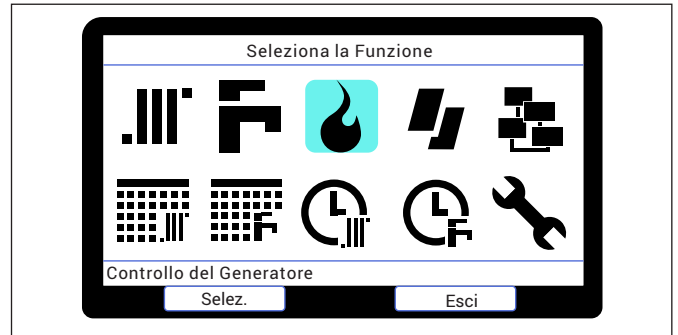 Seleziona la Funzione
Controllo del Generatore
Selez.
Esci